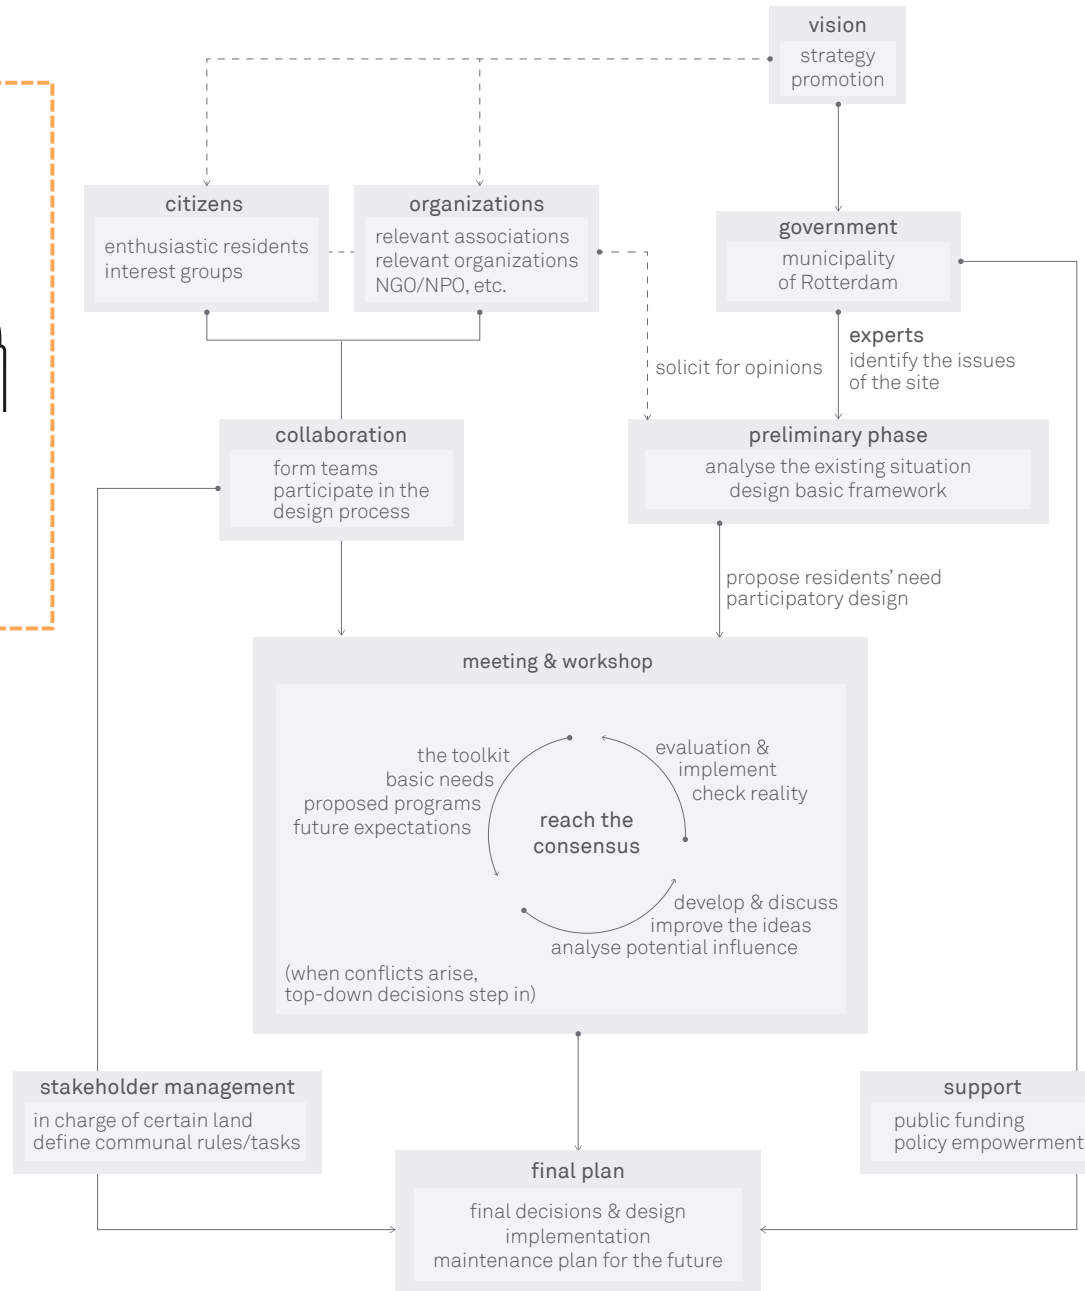 vision
strategy
promotion
citizens
enthusiastic residents
interest groups
organizations
relevant associations
relevant organizations
NGO/NPO, etc.
government
municipality
of Rotterdam
experts
identify the issues
of the site
solicit for opinions
collaboration
form teams
participate in the
design process
preliminary phase
analyse the existing situation
design basic framework
propose residents' need
participatory design
meeting & workshop
the toolkit
basic needs
proposed programs
future expectations
evaluation &
implement
check reality
reach the
consensus
develop & discuss
improve the ideas
analyse potential influence
(when conflicts arise,
top-down decisions step in)
stakeholder management
in charge of certain land
define communal rules/tasks
support
public funding
policy empowerment
final plan
final decisions & design
implementation
maintenance plan for the future